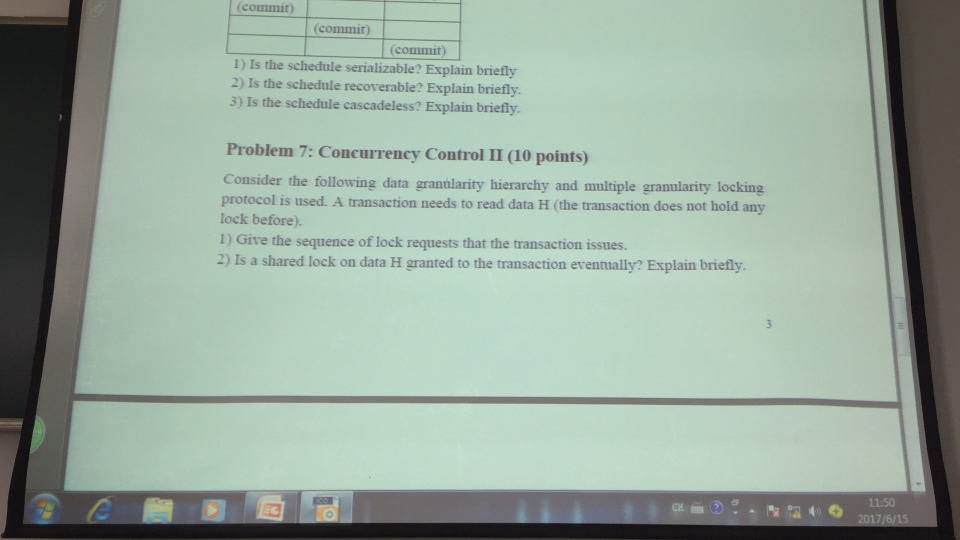 (commit)
(commit)
(commit)
1) Is the schedule serializable? Explain briefly
2) Is the schedule recoverable? Explain briefly.
3) Is the schedule cascadeless? Explain briefly.
Problem 7: Concurrency Control II (10 points)
Consider the following data granularity hierarchy and multiple granularity locking
protocol is used. A transaction needs to read data H (the transaction does not hold any
lock before).
1) Give the sequence of lock requests that the transaction issues.
2) Is a shared lock on data H granted to the transaction eventually? Explain briefly.
3
CH
11:50
2017/6/15